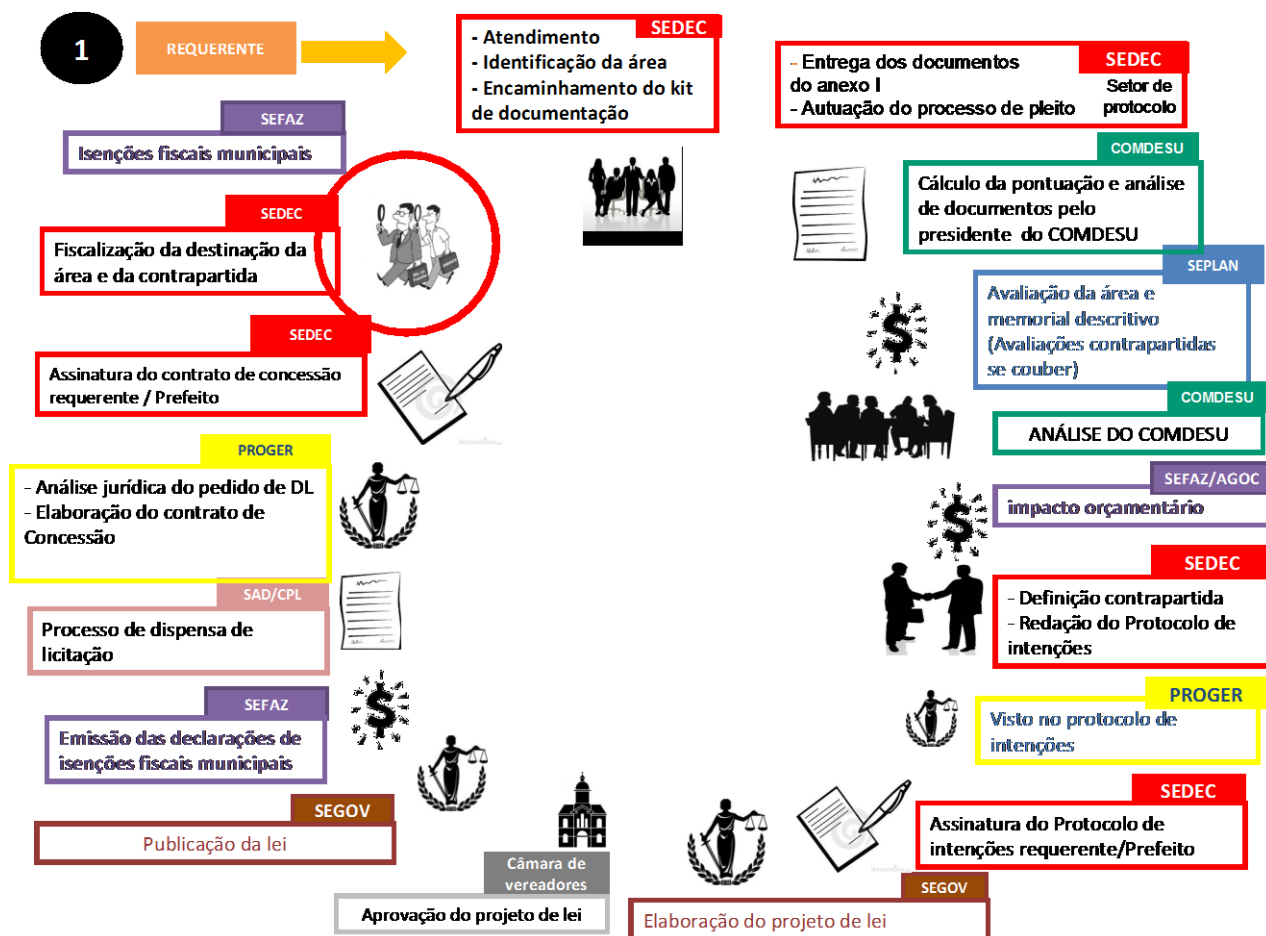 1
REQUERENTE
SEDEC
- Atendimento
- Identificação da área
- Encaminhamento do kit
de documentação
SEDEC
Setor de
protocolo
- Entrega dos documentos
do anexo I
- Autuação do processo de pleito
COMDESU
Cálculo da pontuação e análise
de documentos pelo
presidente do COMDESU
SEPLAN
Avaliação da área e
memorial descritivo
(Avaliações contrapartidas
se couber)
COMDESU
ANÁLISE DO COMDESU
SEFAZ/AGOC
impacto orçamentário
SEDEC
- Definição contrapartida
- Redação do Protocolo de
intenções
PROGER
Visto no protocolo de
intenções
SEDEC
Assinatura do Protocolo de
intenções requerente/Prefeito
SEGOV
Elaboração do projeto de lei
Câmara de
vereadores
Aprovação do projeto de lei
SEGOV
Publicação da lei
SEFAZ
Emissão das declarações de
isenções fiscais municipais
SAD/CPL
Processo de dispensa de
licitação
PROGER
- Análise jurídica do pedido de DL
- Elaboração do contrato de
Concessão
SEDEC
Assinatura do contrato de concessão
requerente / Prefeito
SEDEC
Fiscalização da destinação da
área e da contrapartida
SEFAZ
Isenções fiscais municipais